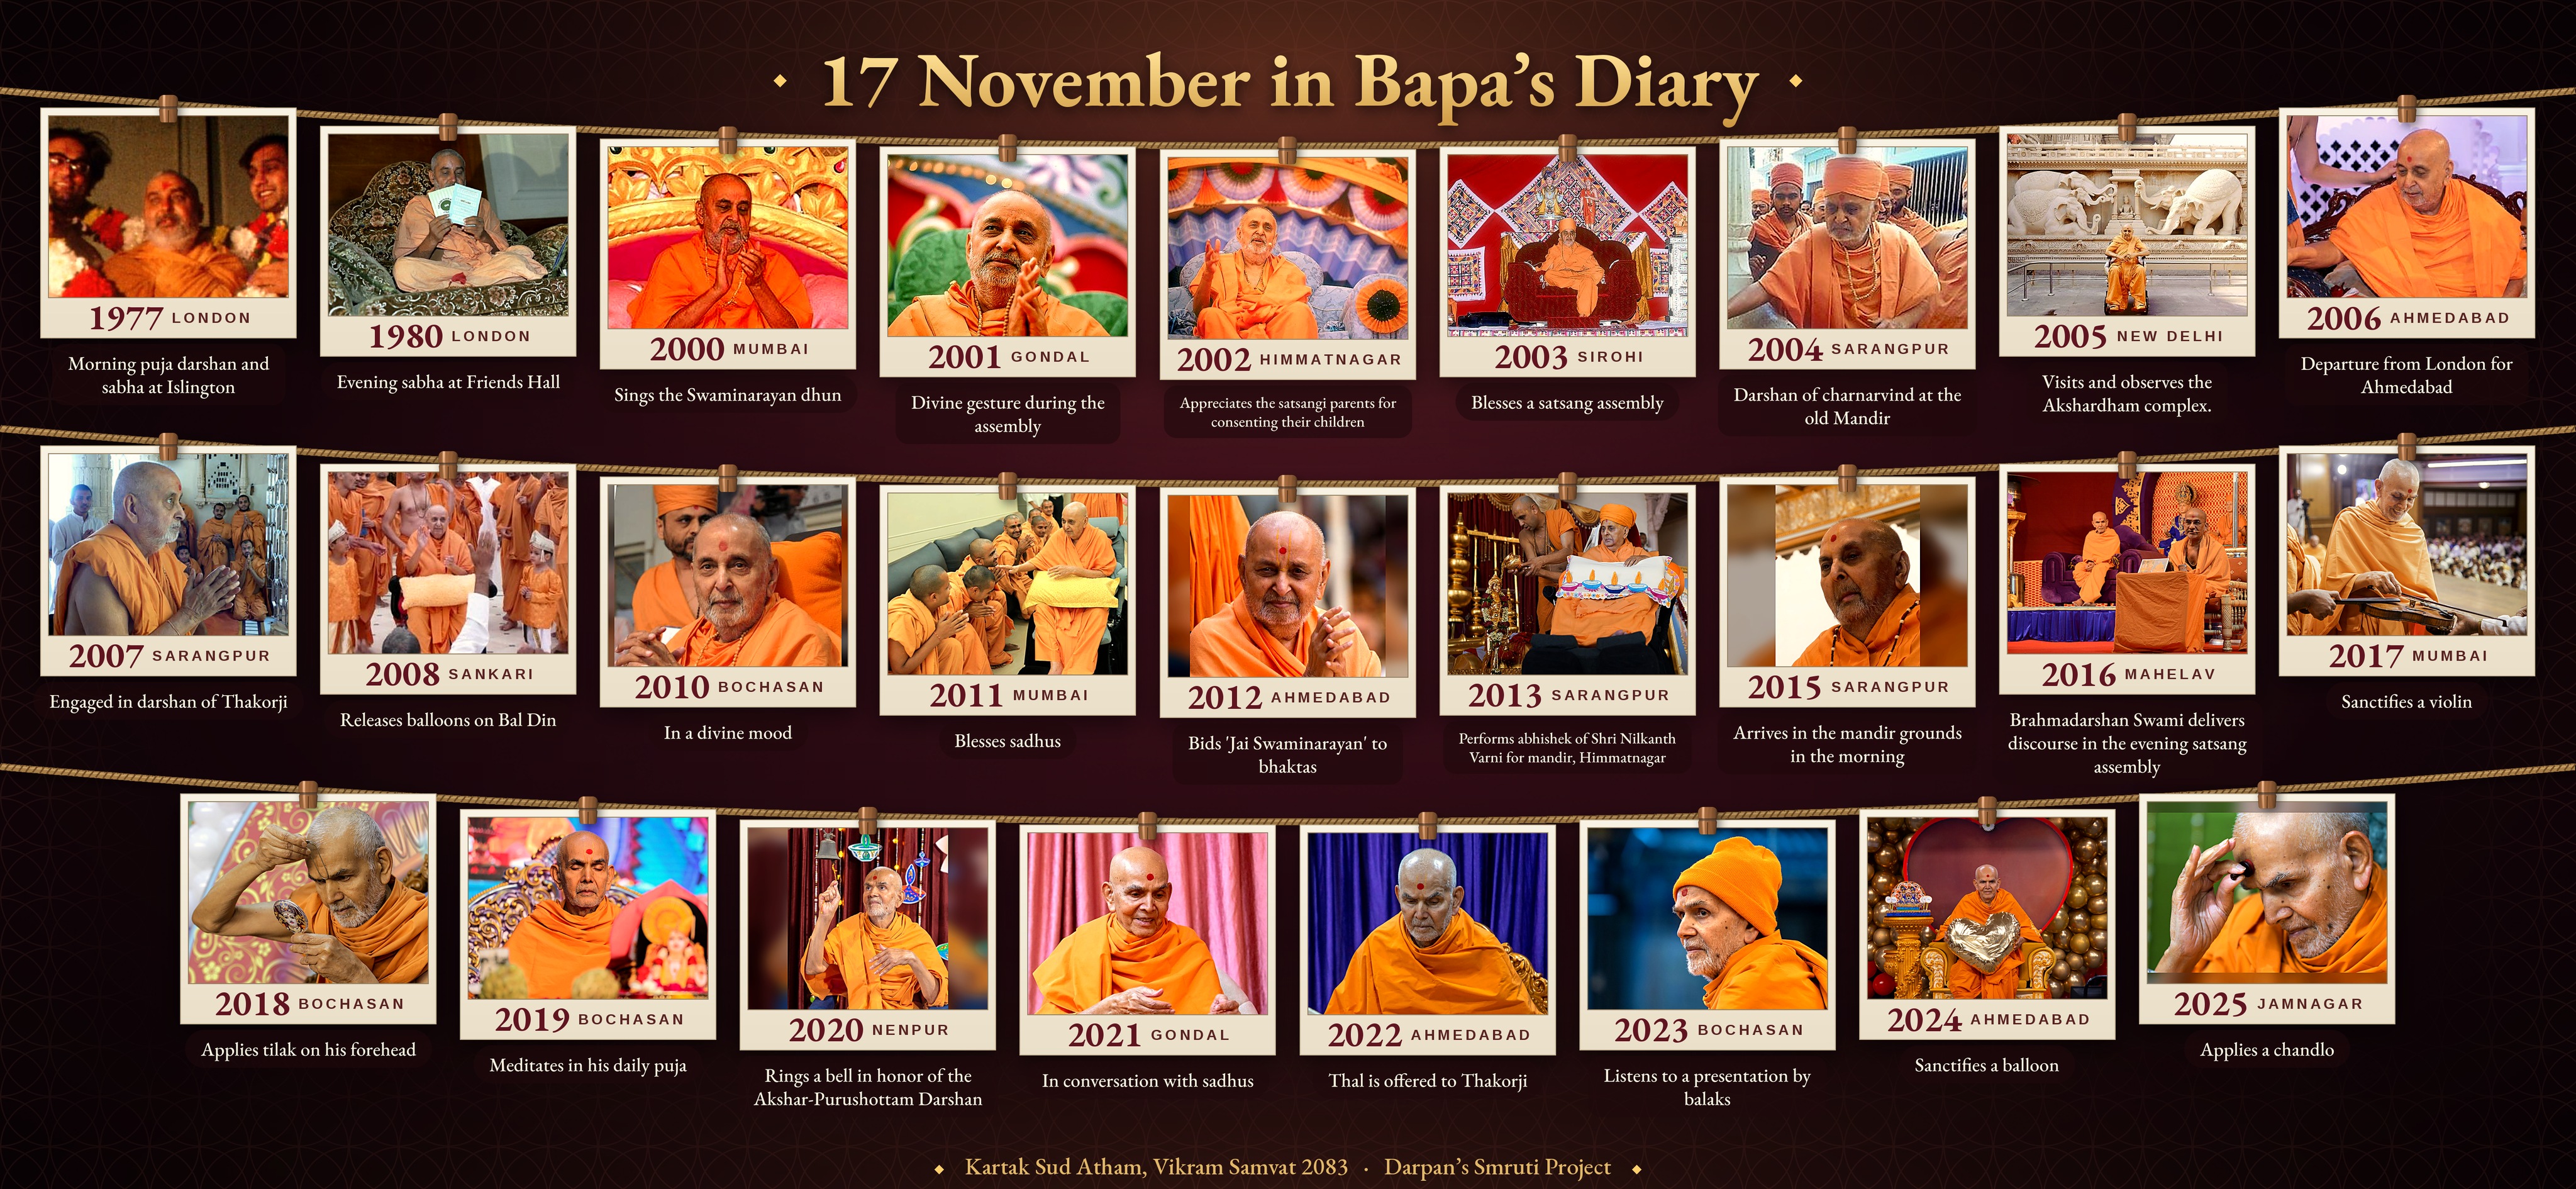 17 November in Bapa's Diary
1977 LONDON
Morning puja darshan and
sabha at Islington
1980 LONDON
Evening sabha at Friends Hall
2000 MUMBAI
Sings the Swaminarayan dhun
2001 GONDAL
Divine gesture during the
assembly
2002 HIMMATNAGAR
Appreciates the satsangi parents for
consenting their children
2003 SIROHI
Blesses a satsang assembly
2004 SARANGPUR
Darshan of charnarvind at the
old Mandir
2005 NEW DELHI
Visits and observes the
Akshardham complex.
2006 AHMEDABAD
Departure from London for
Ahmedabad
2007 SARANGPUR
Engaged in darshan of Thakorji
2008 SANKARI
Releases balloons on Bal Din
2010 BOCHASAN
In a divine mood
2011 MUMBAI
Blesses sadhus
2012 AHMEDABAD
Bids 'Jai Swaminarayan' to
bhaktas
2013 SARANGPUR
Performs abhishek of Shri Nilkanth
Varni for mandir, Himmatnagar
2015 SARANGPUR
Arrives in the mandir grounds
in the morning
2016 MAHELAV
Brahmadarshan Swami delivers
discourse in the evening satsang
assembly
2017 MUMBAI
Sanctifies a violin
2018 BOCHASAN
Applies tilak on his forehead
2019 BOCHASAN
Meditates in his daily puja
2020 NENPUR
Rings a bell in honor of the
Akshar-Purushottam Darshan
2021 GONDAL
In conversation with sadhus
2022 AHMEDABAD
Thal is offered to Thakorji
2023 BOCHASAN
Listens to a presentation by
balaks
2024 AHMEDABAD
Sanctifies a balloon
2025 JAMNAGAR
Applies a chandlo
Kartak Sud Atham, Vikram Samvat 2083 · Darpan's Smruti Project